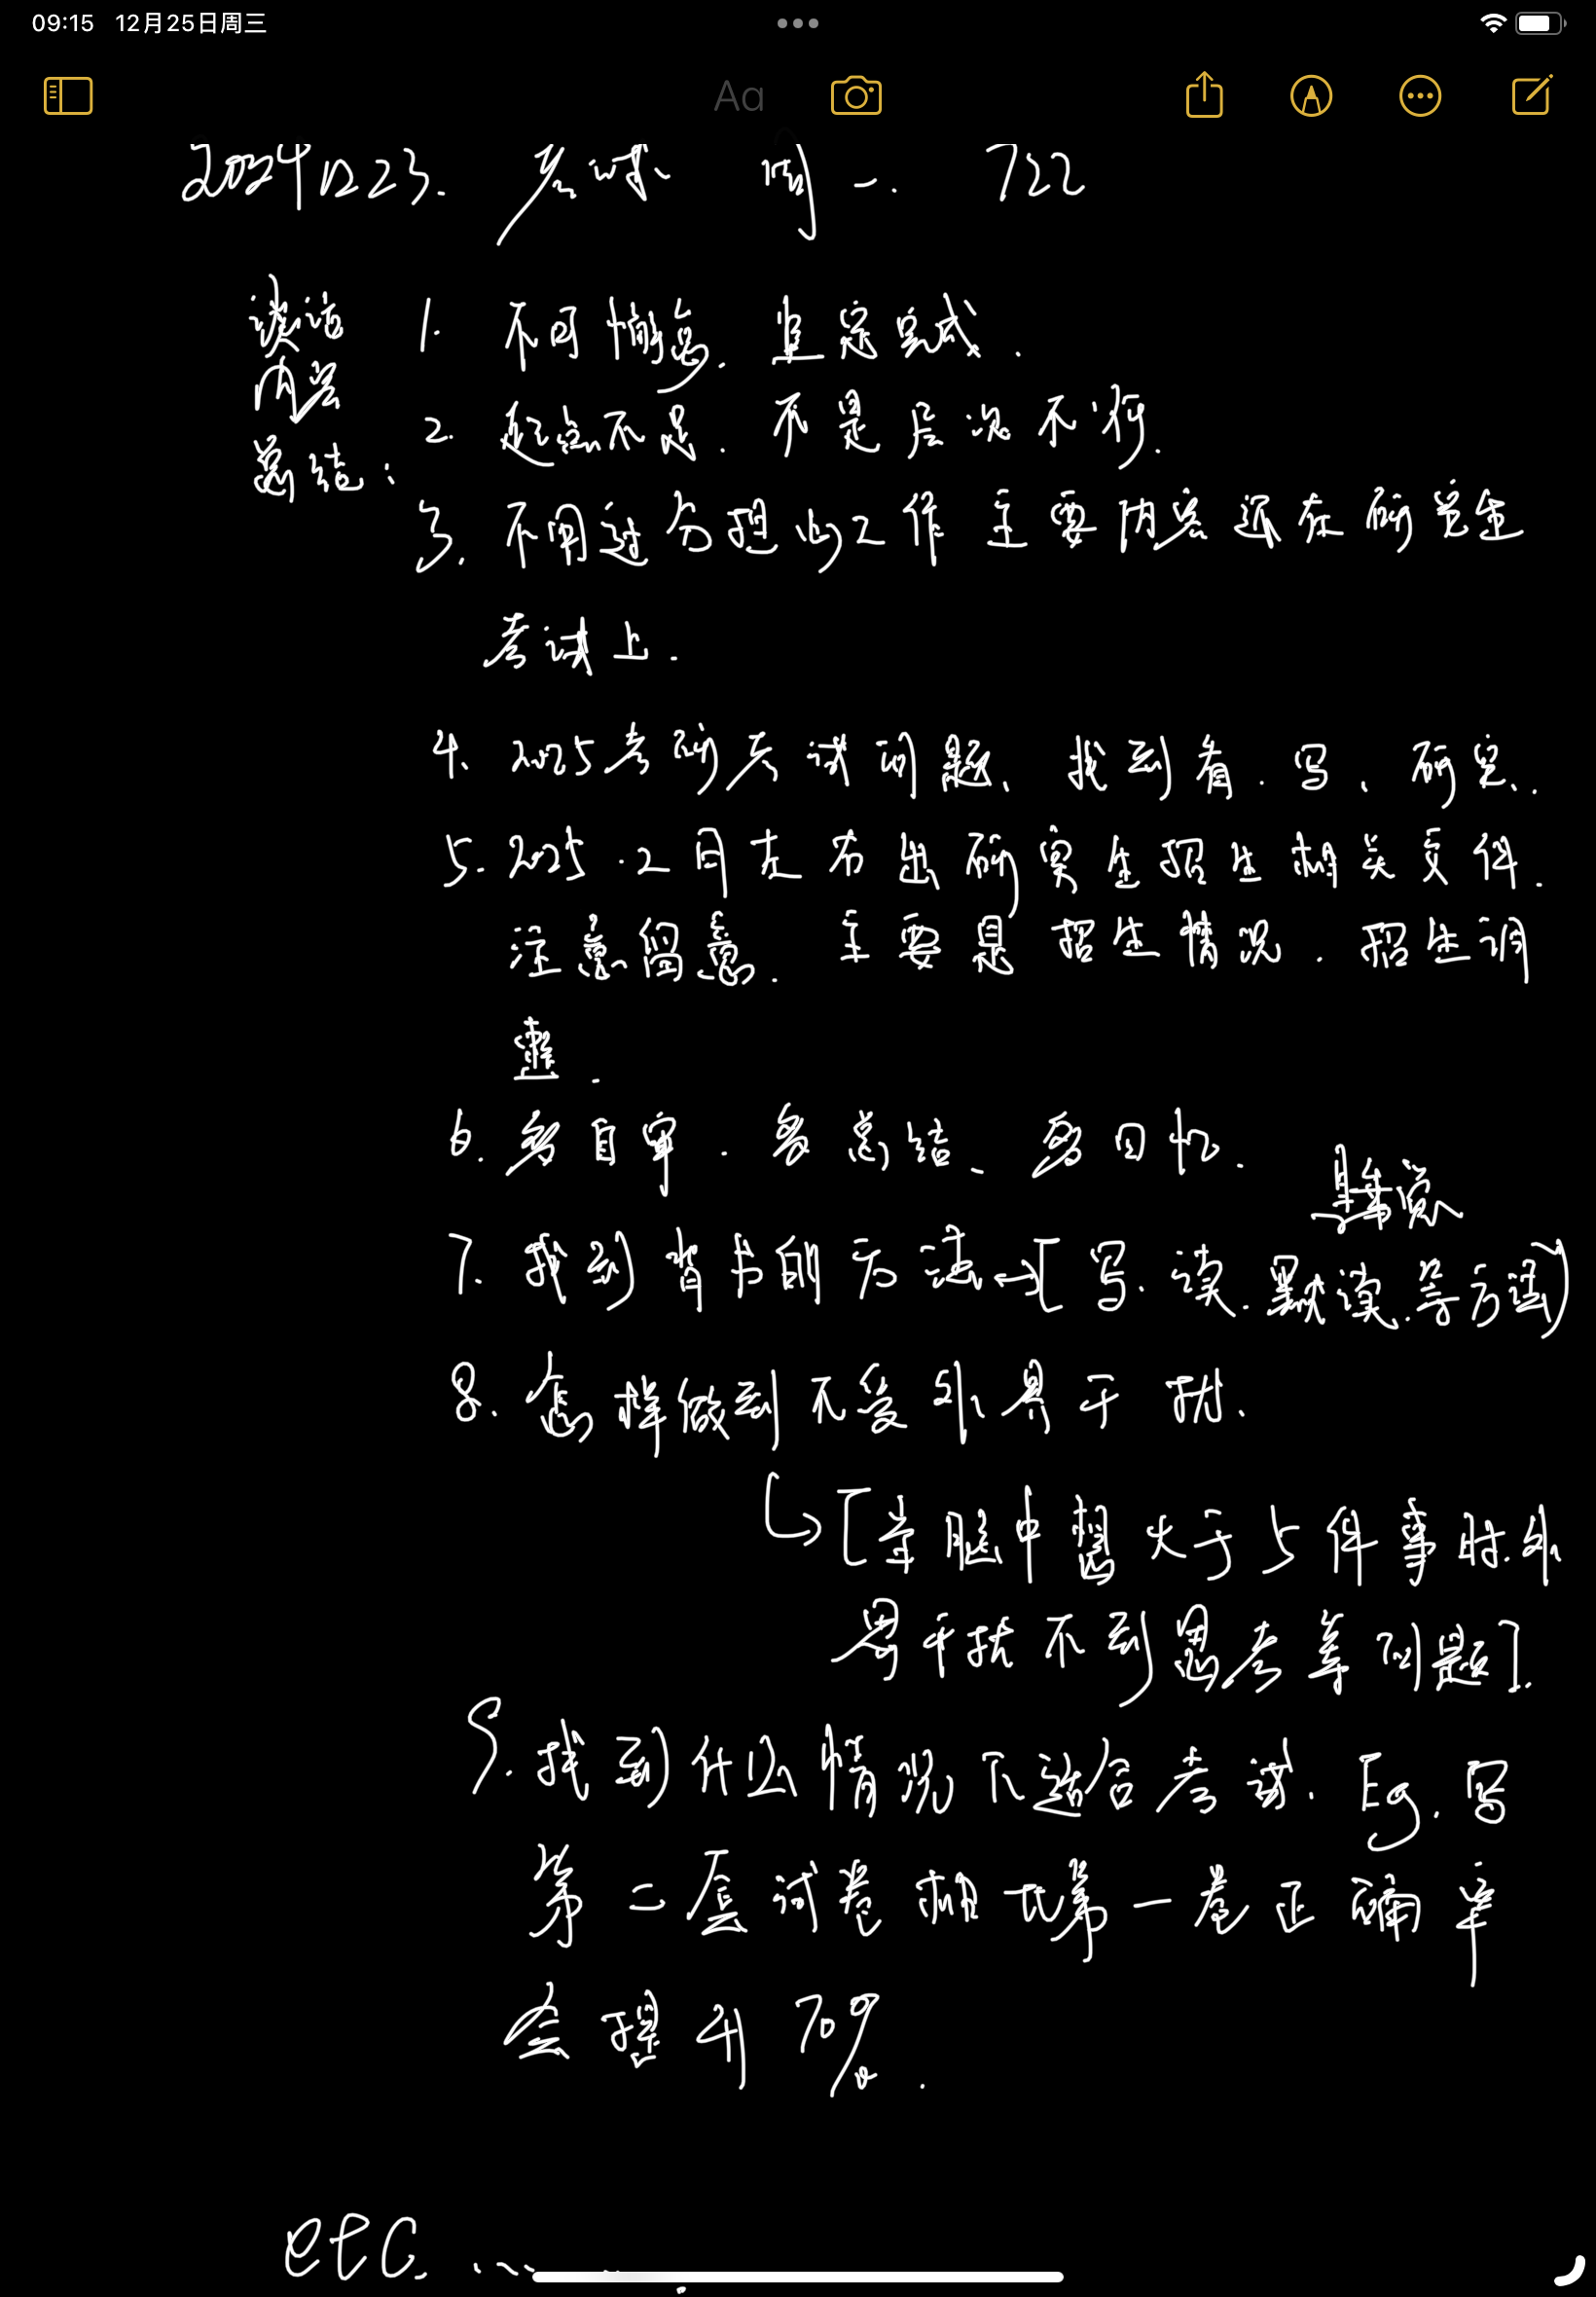 09:15 12月25日周三
Aa
20241223. 考试 周一. 722
谈话 1. 不可懈怠. 笃定完成.
内容
总结: 2. 起点不足. 不是层次不行.
3. 不用过分担心工作 主要内容还在研究生
考试上.
4. 2025考研考试问题、找到看.写、研究.
5. 2025.2月左右出研究生招生相关文件.
注意留意. 主要是招生情况. 招生调
整.
6. 多自审. 多总结、多回忆.
7. 找到背书的方法→[写.读.默读.等方法]
8. 怎样做到不受外界干扰.
[当脑中想大于5件事时.外
界干扰不到思考等问题].
9. 找到什么情况下适合考试. Eg. 写
第二套试卷相比第一卷正确率
会提升70%.
etc. ...